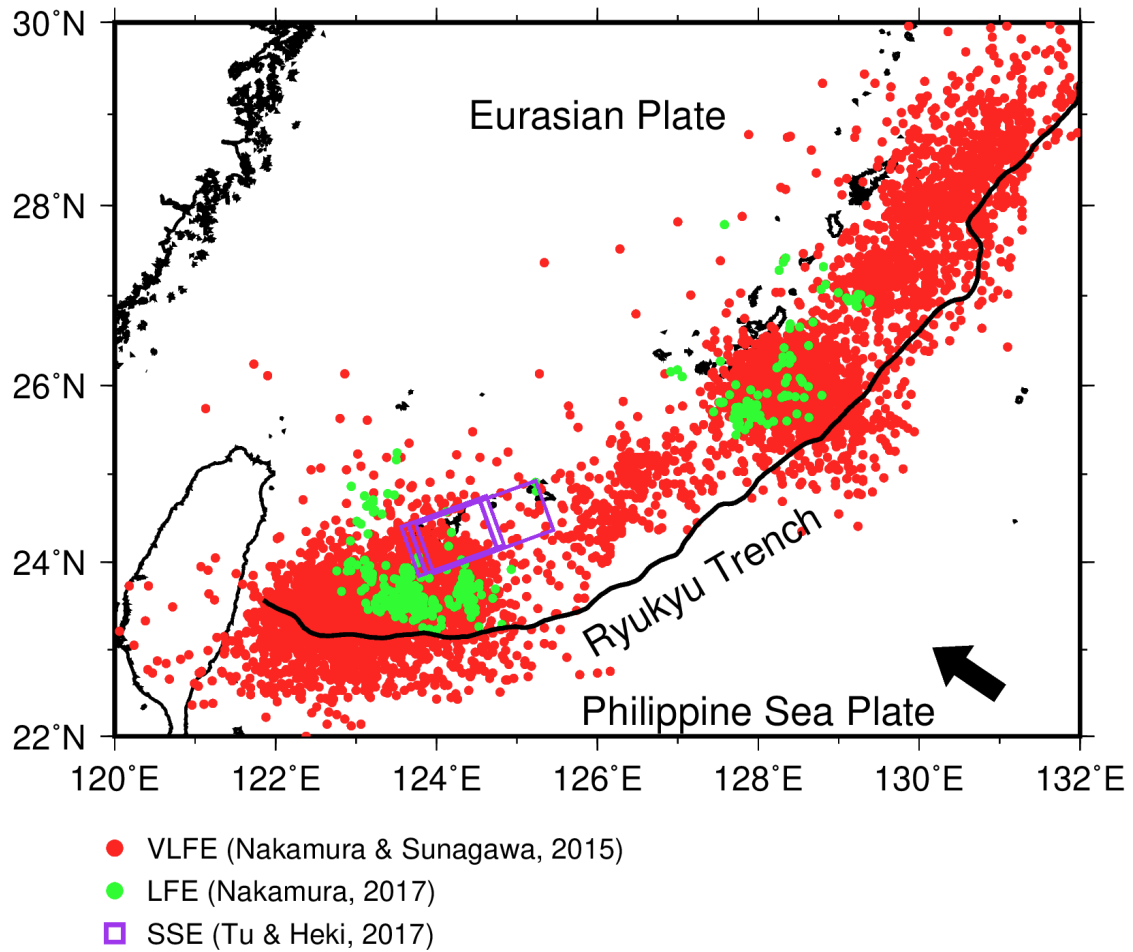 30˚N
Eurasian Plate
28˚N
26˚N
24˚N
Ryukyu Trench
Philippine Sea Plate
22˚N
120˚E 122˚E 124˚E 126˚E 128˚E 130˚E 132˚E
VLFE (Nakamura & Sunagawa, 2015)
LFE (Nakamura, 2017)
SSE (Tu & Heki, 2017)